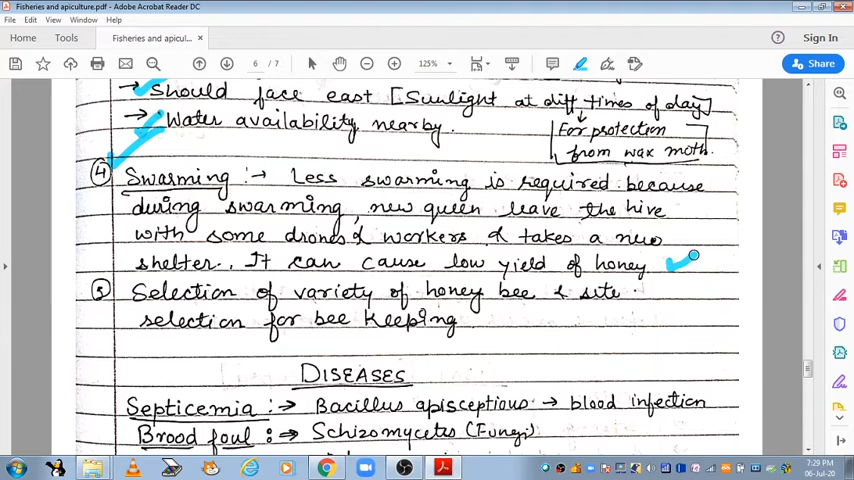 Fisheries and apiculture.pdf - Adobe Acrobat Reader DC
File Edit View Window Help
Home Tools Fisheries and apicul... × Sign In
6 / 7 125% Share
→ Should face east [Sunlight at diff times of day]
→ Water availability nearby.
For protection
from wax moth.
④ Swarming :→ Less swarming is required because
during swarming, new queen leave the hive
with some drones & workers & takes a new
shelter. It can cause low yield of honey
⑤ Selection of variety of honey bee & site
selection for bee keeping
DISEASES
Septicemia :→ Bacillus apisceptious → blood infection
Brood foul :⇒ Schizomycets (Fungi)
7:29 PM
06-Jul-20